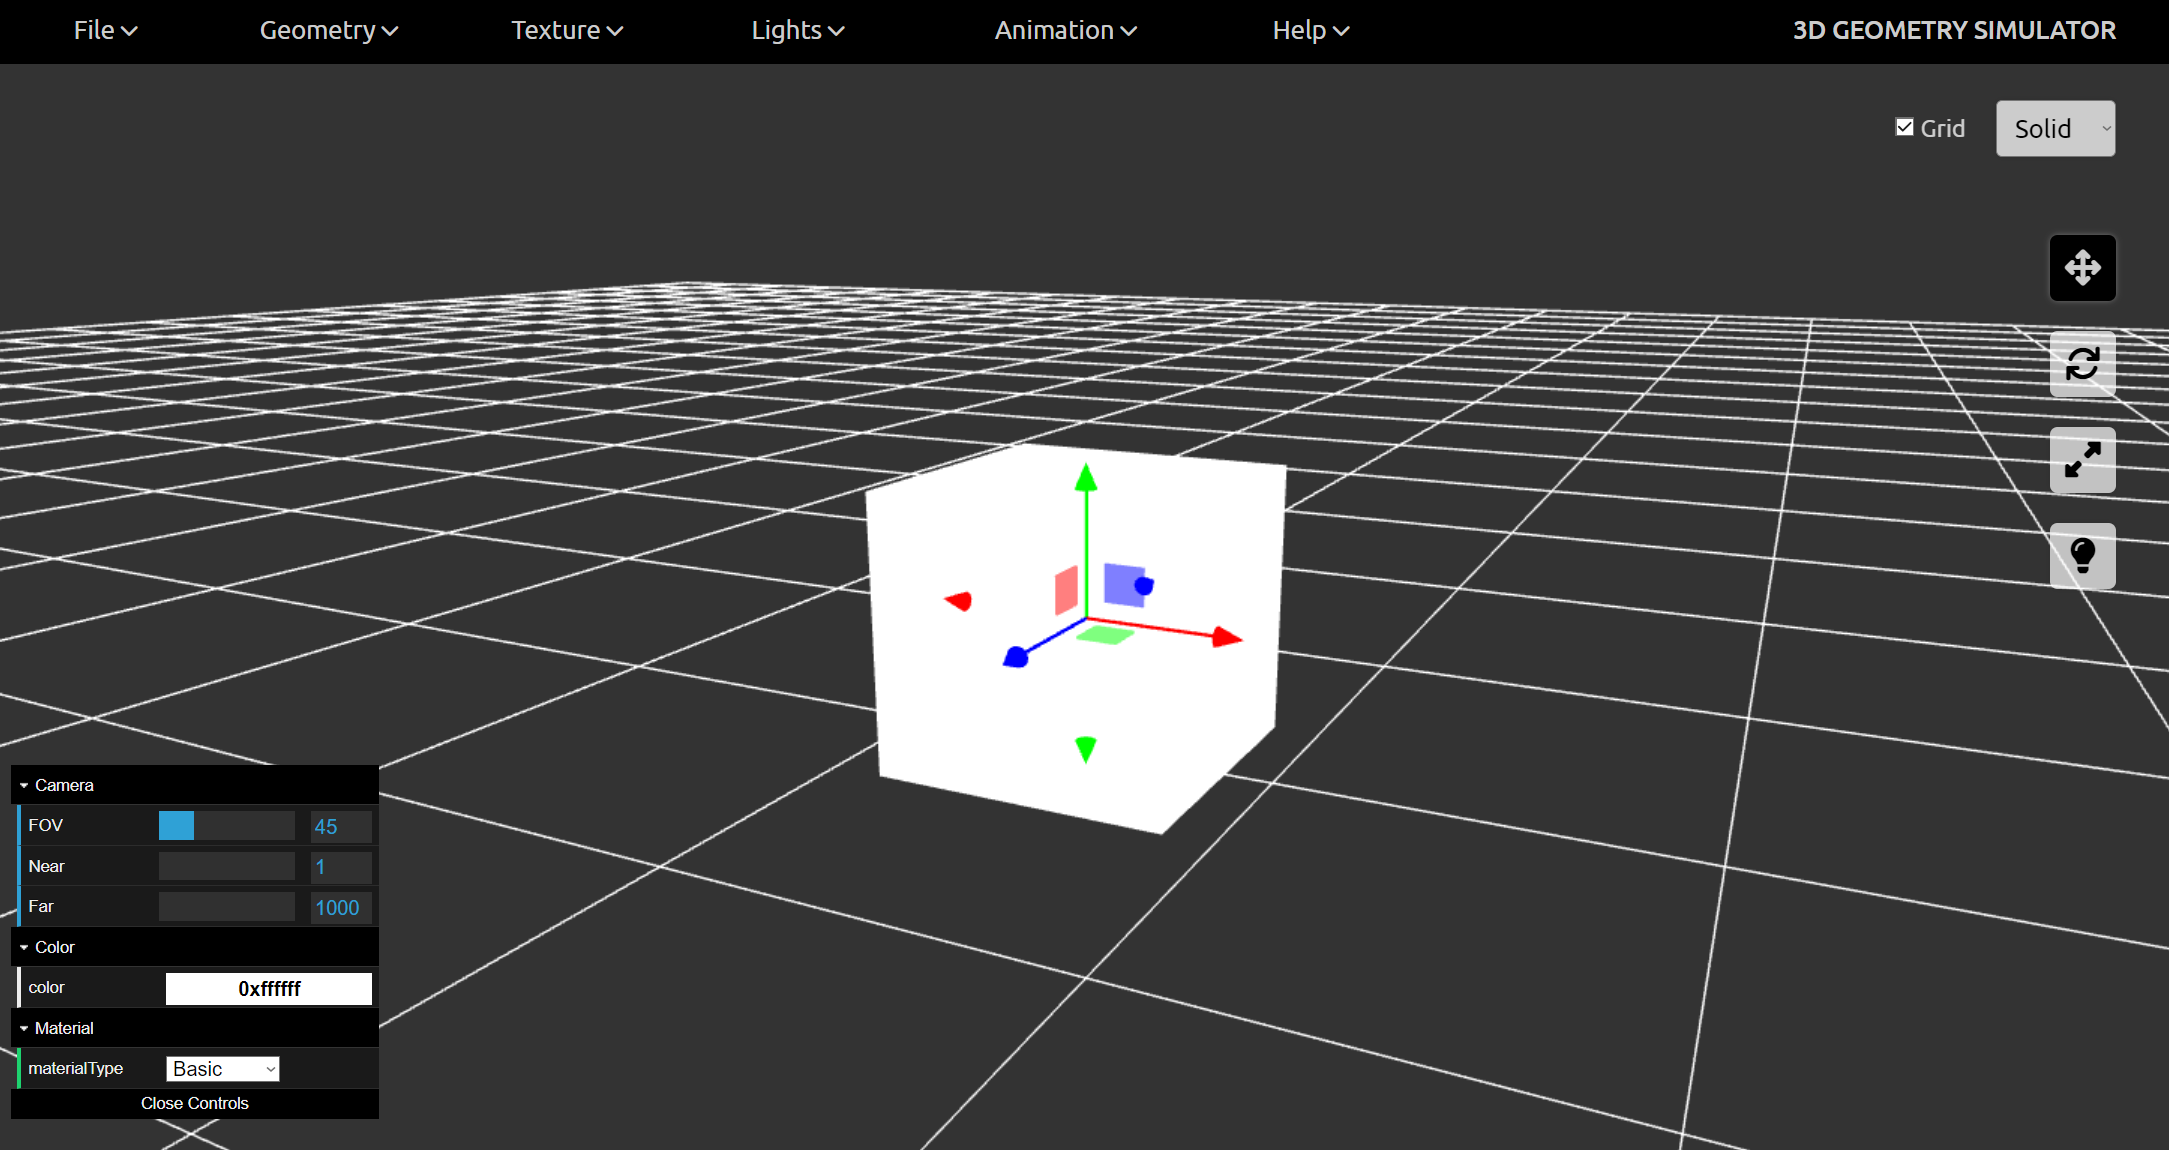 File Geometry Texture Lights Animation Help 3D GEOMETRY SIMULATOR
Grid Solid
Camera
FOV 45
Near 1
Far 1000
Color
color 0xffffff
Material
materialType Basic
Close Controls